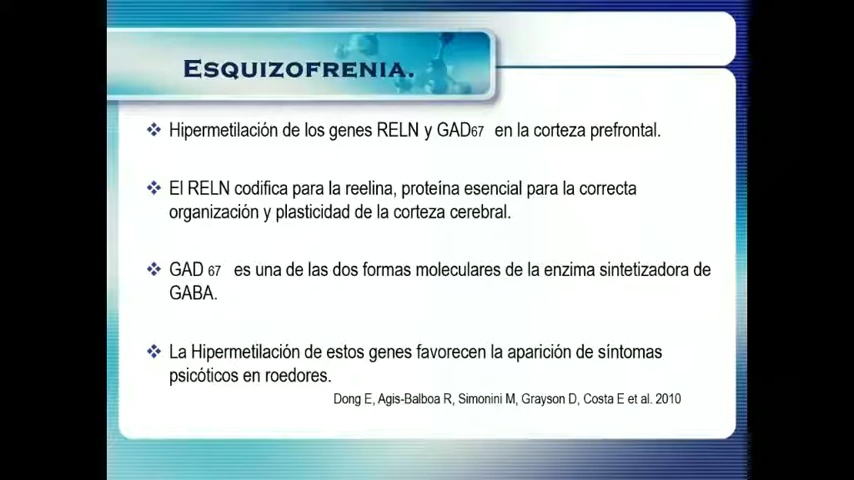 ESQUIZOFRENIA.
Hipermetilación de los genes RELN y GAD67 en la corteza prefrontal.
El RELN codifica para la reelina, proteína esencial para la correcta
organización y plasticidad de la corteza cerebral.
GAD 67 es una de las dos formas moleculares de la enzima sintetizadora de
GABA.
La Hipermetilación de estos genes favorecen la aparición de síntomas
psicóticos en roedores.
Dong E, Agis-Balboa R, Simonini M, Grayson D, Costa E et al. 2010